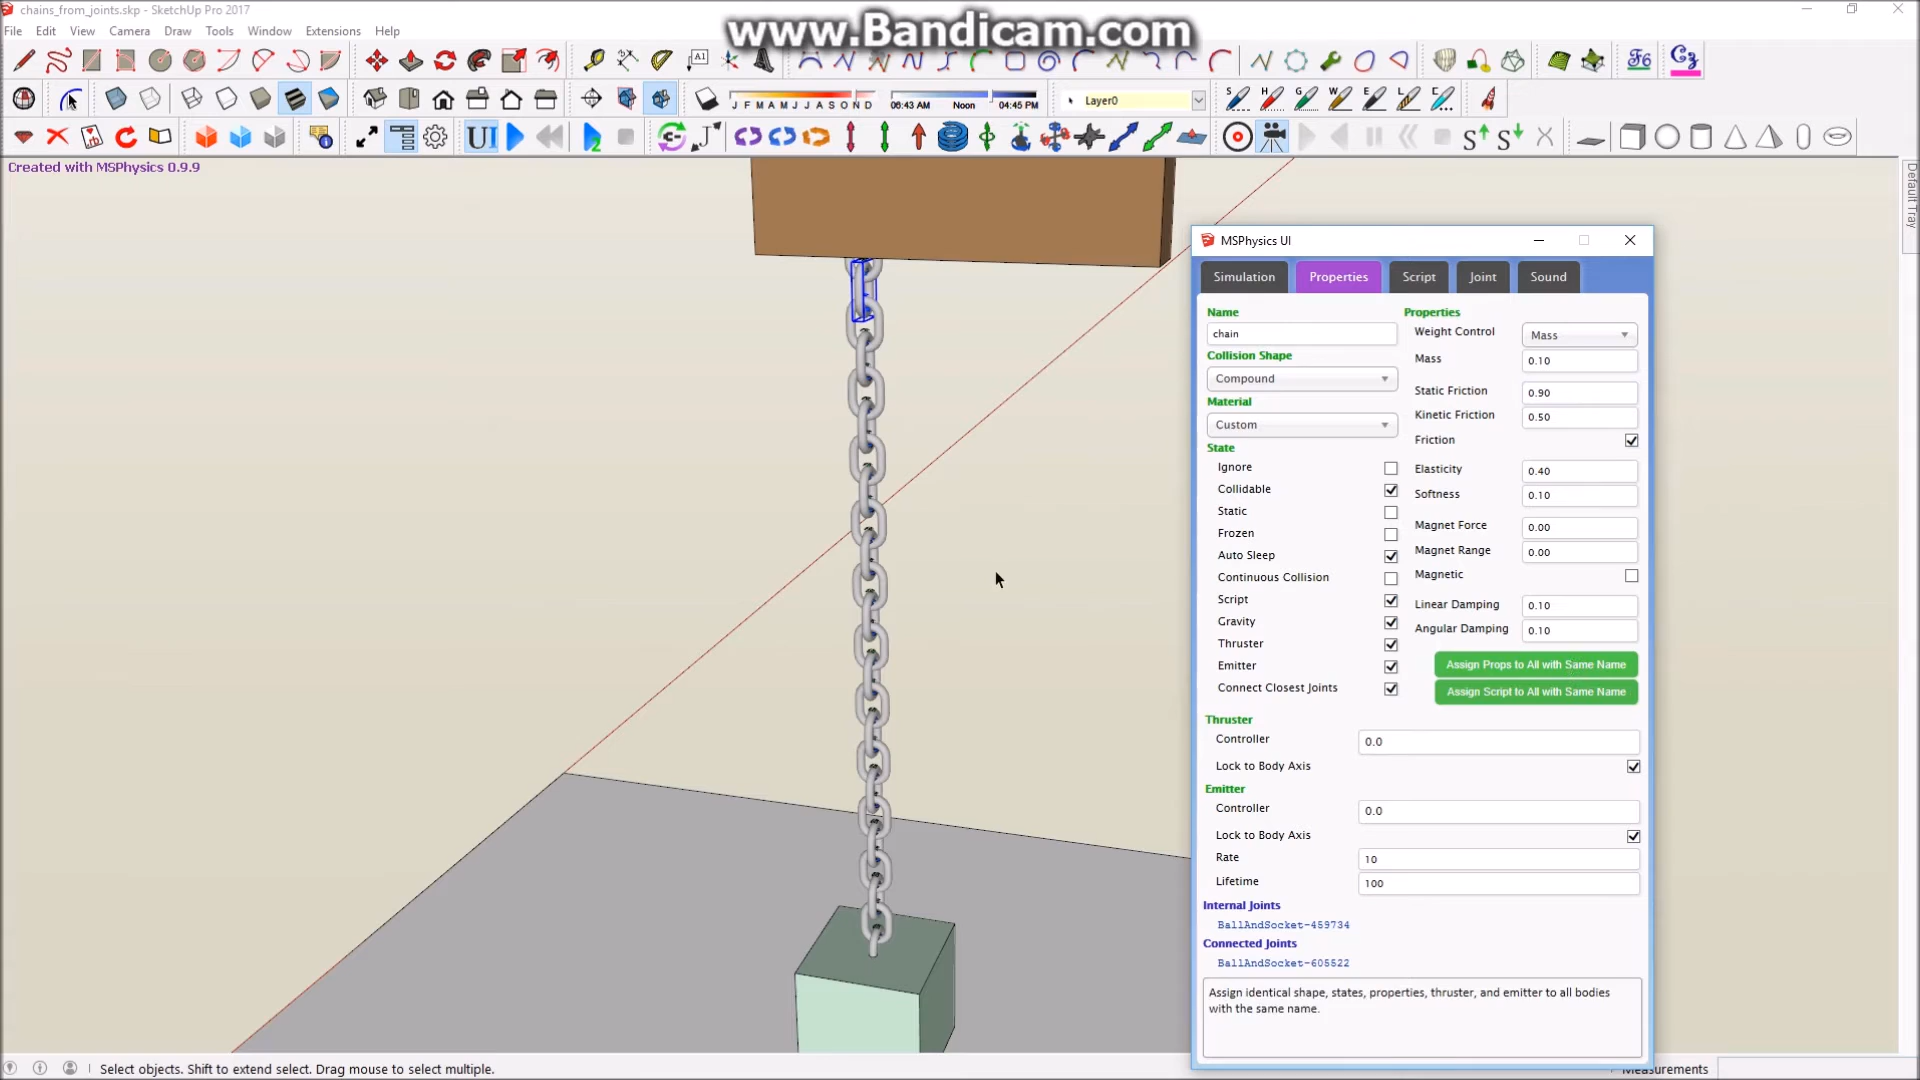 chains_from_joints.skp - SketchUp Pro 2017
www.Bandicam.com
File Edit View Camera Draw Tools Window Extensions Help
A1
F6
J F M A M J J A S O N D
06:43 AM Noon 04:45 PM
Layer0
S H G W E L C
UI
2
Created with MSPhysics 0.9.9
Default Tray
MSPhysics UI
Simulation Properties Script Joint Sound
Name
chain
Collision Shape
Compound
Material
Custom
State
Ignore
Collidable
Static
Frozen
Auto Sleep
Continuous Collision
Script
Gravity
Thruster
Emitter
Connect Closest Joints
Properties
Weight Control Mass
Mass 0.10
Static Friction 0.90
Kinetic Friction 0.50
Friction
Elasticity 0.40
Softness 0.10
Magnet Force 0.00
Magnet Range 0.00
Magnetic
Linear Damping 0.10
Angular Damping 0.10
Assign Props to All with Same Name
Assign Script to All with Same Name
Thruster
Controller 0.0
Lock to Body Axis
Emitter
Controller 0.0
Lock to Body Axis
Rate 10
Lifetime 100
Internal Joints
BallAndSocket-459734
Connected Joints
BallAndSocket-605522
Assign identical shape, states, properties, thruster, and emitter to all bodies
with the same name.
Select objects. Shift to extend select. Drag mouse to select multiple.
Measurements